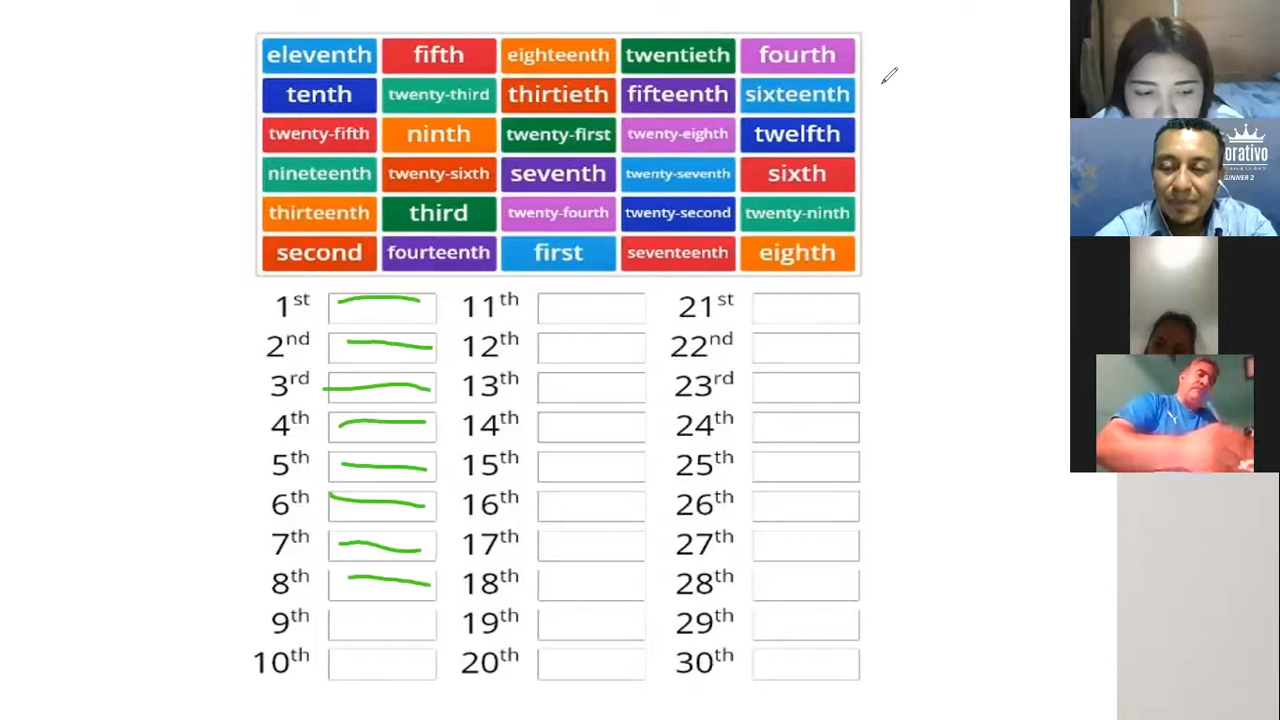 eleventh fifth eighteenth twentieth fourth
tenth twenty-third thirtieth fifteenth sixteenth
twenty-fifth ninth twenty-first twenty-eighth twelfth
nineteenth twenty-sixth seventh twenty-seventh sixth
thirteenth third twenty-fourth twenty-second twenty-ninth
second fourteenth first seventeenth eighth
1st 11th 21st
2nd 12th 22nd
3rd 13th 23rd
4th 14th 24th
5th 15th 25th
6th 16th 26th
7th 17th 27th
8th 18th 28th
9th 19th 29th
10th 20th 30th
orativo
GINNER 2